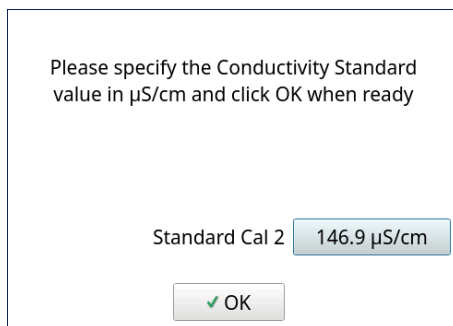 Please specify the Conductivity Standard
value in µS/cm and click OK when ready
Standard Cal 2 146.9 µS/cm
OK